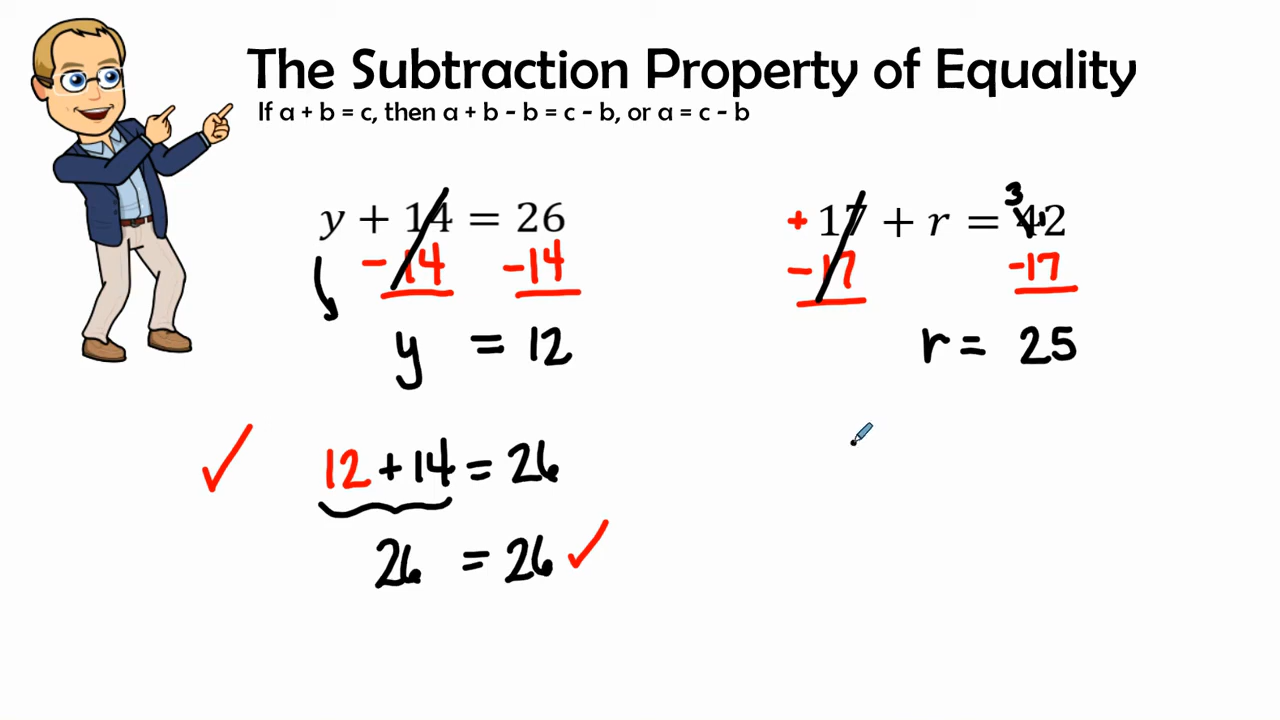 The Subtraction Property of Equality
If a + b = c, then a + b - b = c - b, or a = c - b
y + 14 = 26
- 14 -14
y = 12
12 + 14 = 26
26 = 26
3 1
+ 17 + r = 42
- 17 -17
r = 25